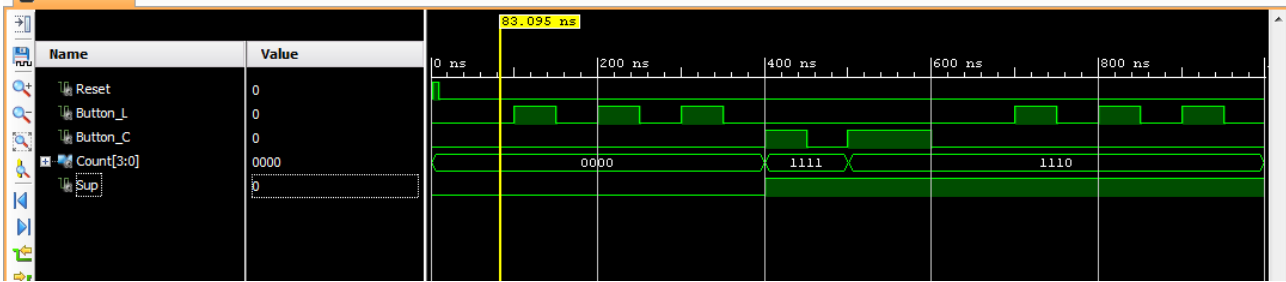 83.095 ns
Name Value
0 ns 200 ns 400 ns 600 ns 800 ns
Reset 0
Button_L 0
Button_C 0
Count[3:0] 0000 0000 1111 1110
Sup 0